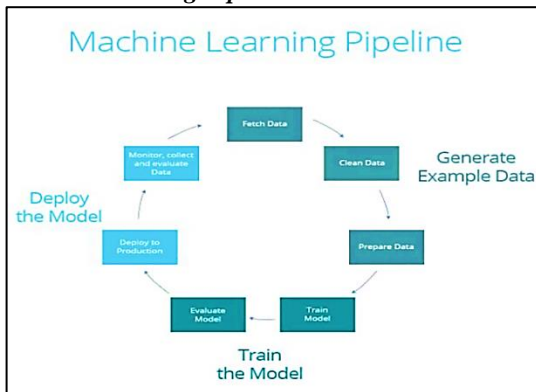 Machine Learning Pipeline
Fetch Data
Clean Data
Generate
Example Data
Prepare Data
Train
Model
Train
the Model
Evaluate
Model
Deploy to
Production
Deploy
the Model
Monitor, collect
and evaluate
Data